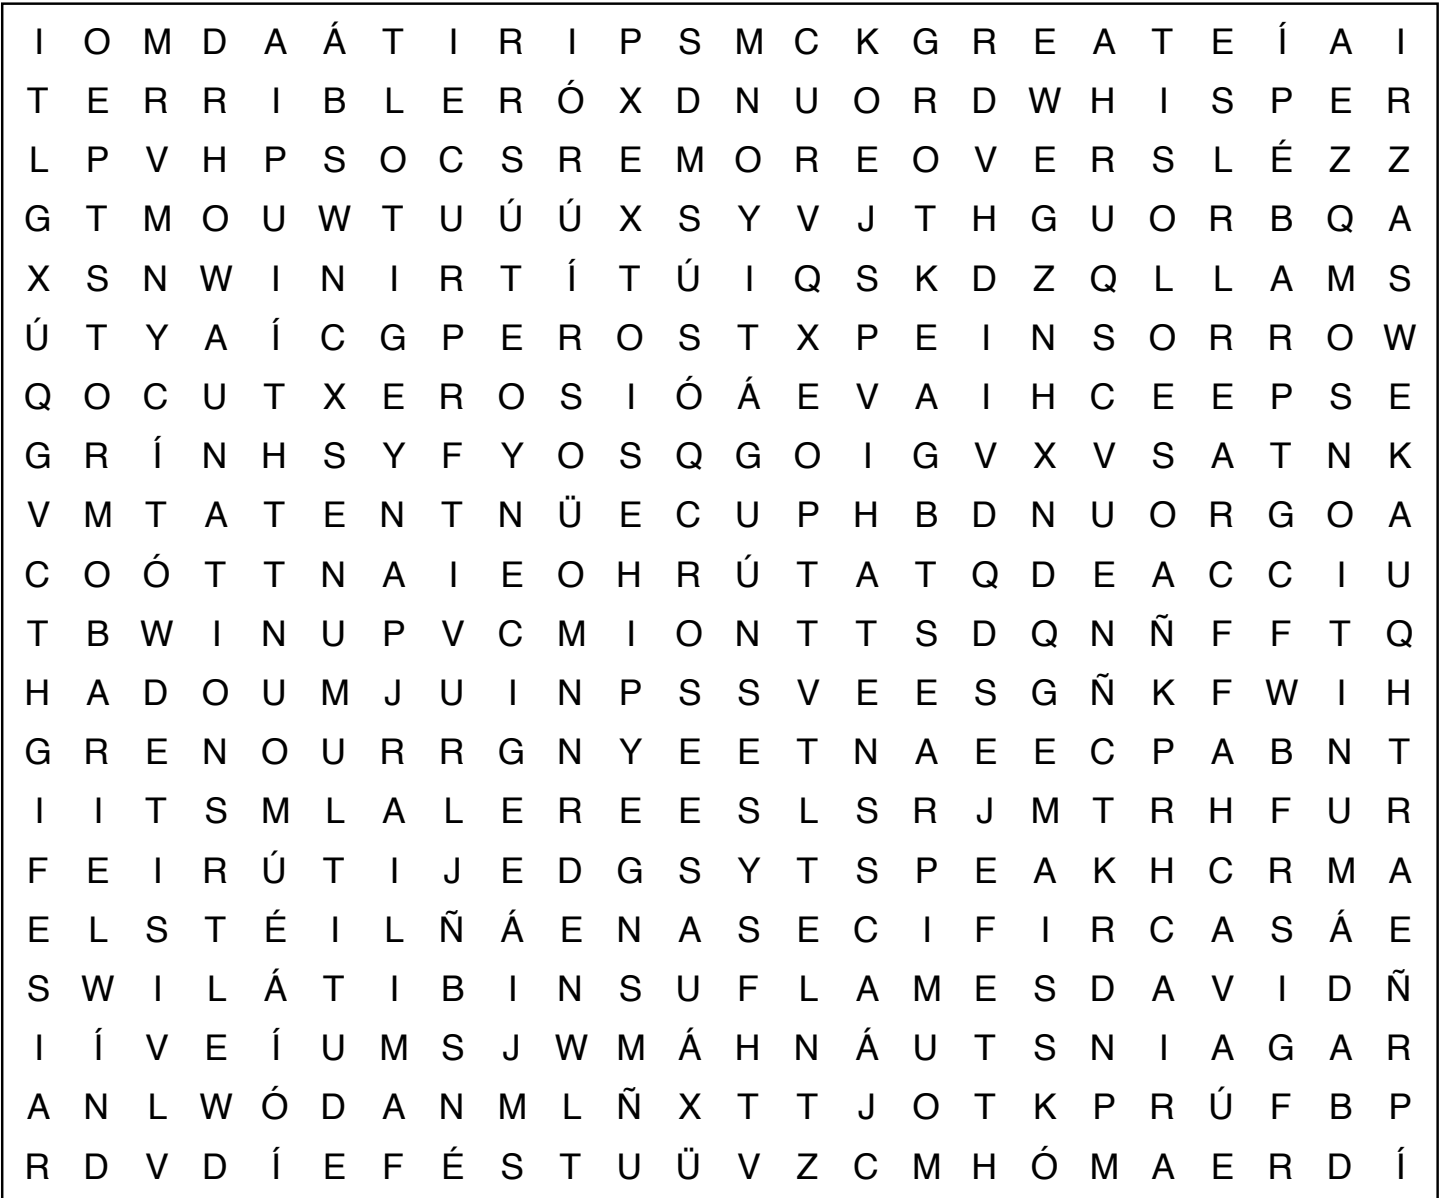 I O M D A Á T I R I P S M C K G R E A T E Í A I
T E R R I B L E R Ó X D N U O R D W H I S P E R
L P V H P S O C S R E M O R E O V E R S L É Z Z
G T M O U W T U Ú Ú X S Y V J T H G U O R B Q A
X S N W I N I R T Í T Ú I Q S K D Z Q L L A M S
Ú T Y A Í C G P E R O S T X P E I N S O R R O W
Q O C U T X E R O S I Ó Á E V A I H C E E P S E
G R Í N H S Y F Y O S Q G O I G V X V S A T N K
V M T A T E N T N Ü E C U P H B D N U O R G O A
C O Ó T T N A I E O H R Ú T A T Q D E A C C I U
T B W I N U P V C M I O N T T S D Q N Ñ F F T Q
H A D O U M J U I N P S S V E E S G Ñ K F W I H
G R E N O U R R G N Y E E T N A E E C P A B N T
I I T S M L A L E R E E S L S R J M T R H F U R
F E I R Ú T I J E D G S Y T S P E A K H C R M A
E L S T É I L Ñ Á E N A S E C I F I R C A S Á E
S W I L Á T I B I N S U F L A M E S D A V I D Ñ
I Í V E Í U M S J W M Á H N Á U T S N I A G A R
A N L W Ó D A N M L Ñ X T T J O T K P R Ú F B P
R D V D Í E F É S T U Ü V Z C M H Ó M A E R D Í